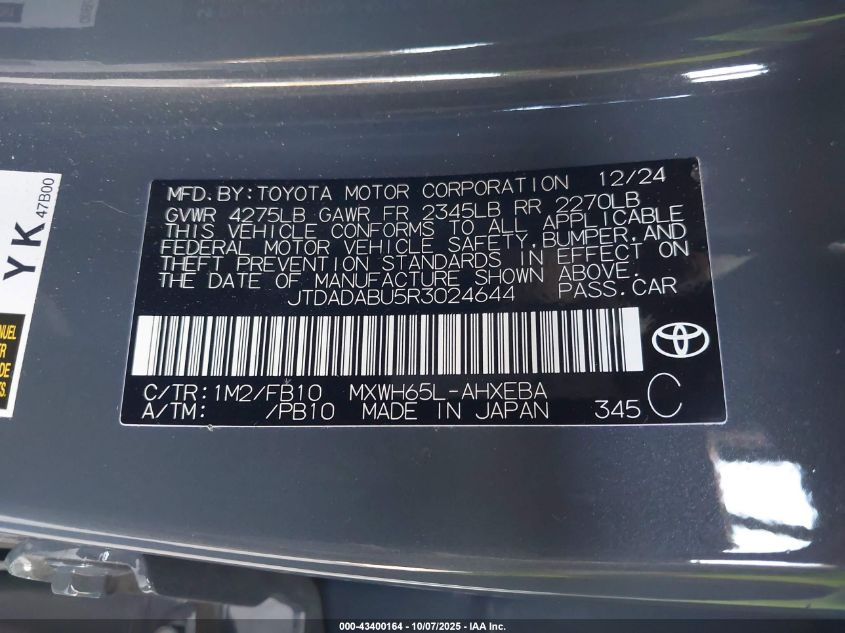 MFD.BY:TOYOTA MOTOR CORPORATION 12/24
GVWR 4275LB GAWR FR 2345LB RR 2270LB
THIS VEHICLE CONFORMS TO ALL APPLICABLE
FEDERAL MOTOR VEHICLE SAFETY,BUMPER,AND
THEFT PREVENTION STANDARDS IN EFFECT ON
THE DATE OF MANUFACTURE SHOWN ABOVE.
JTDADABU5R3024644 PASS.CAR
C/TR:1M2/FB10 MXWH65L-AHXEBA
A/TM: /PB10 MADE IN JAPAN 345 C
YK
47B00
000-43400164 - 10/07/2025 - IAA Inc.